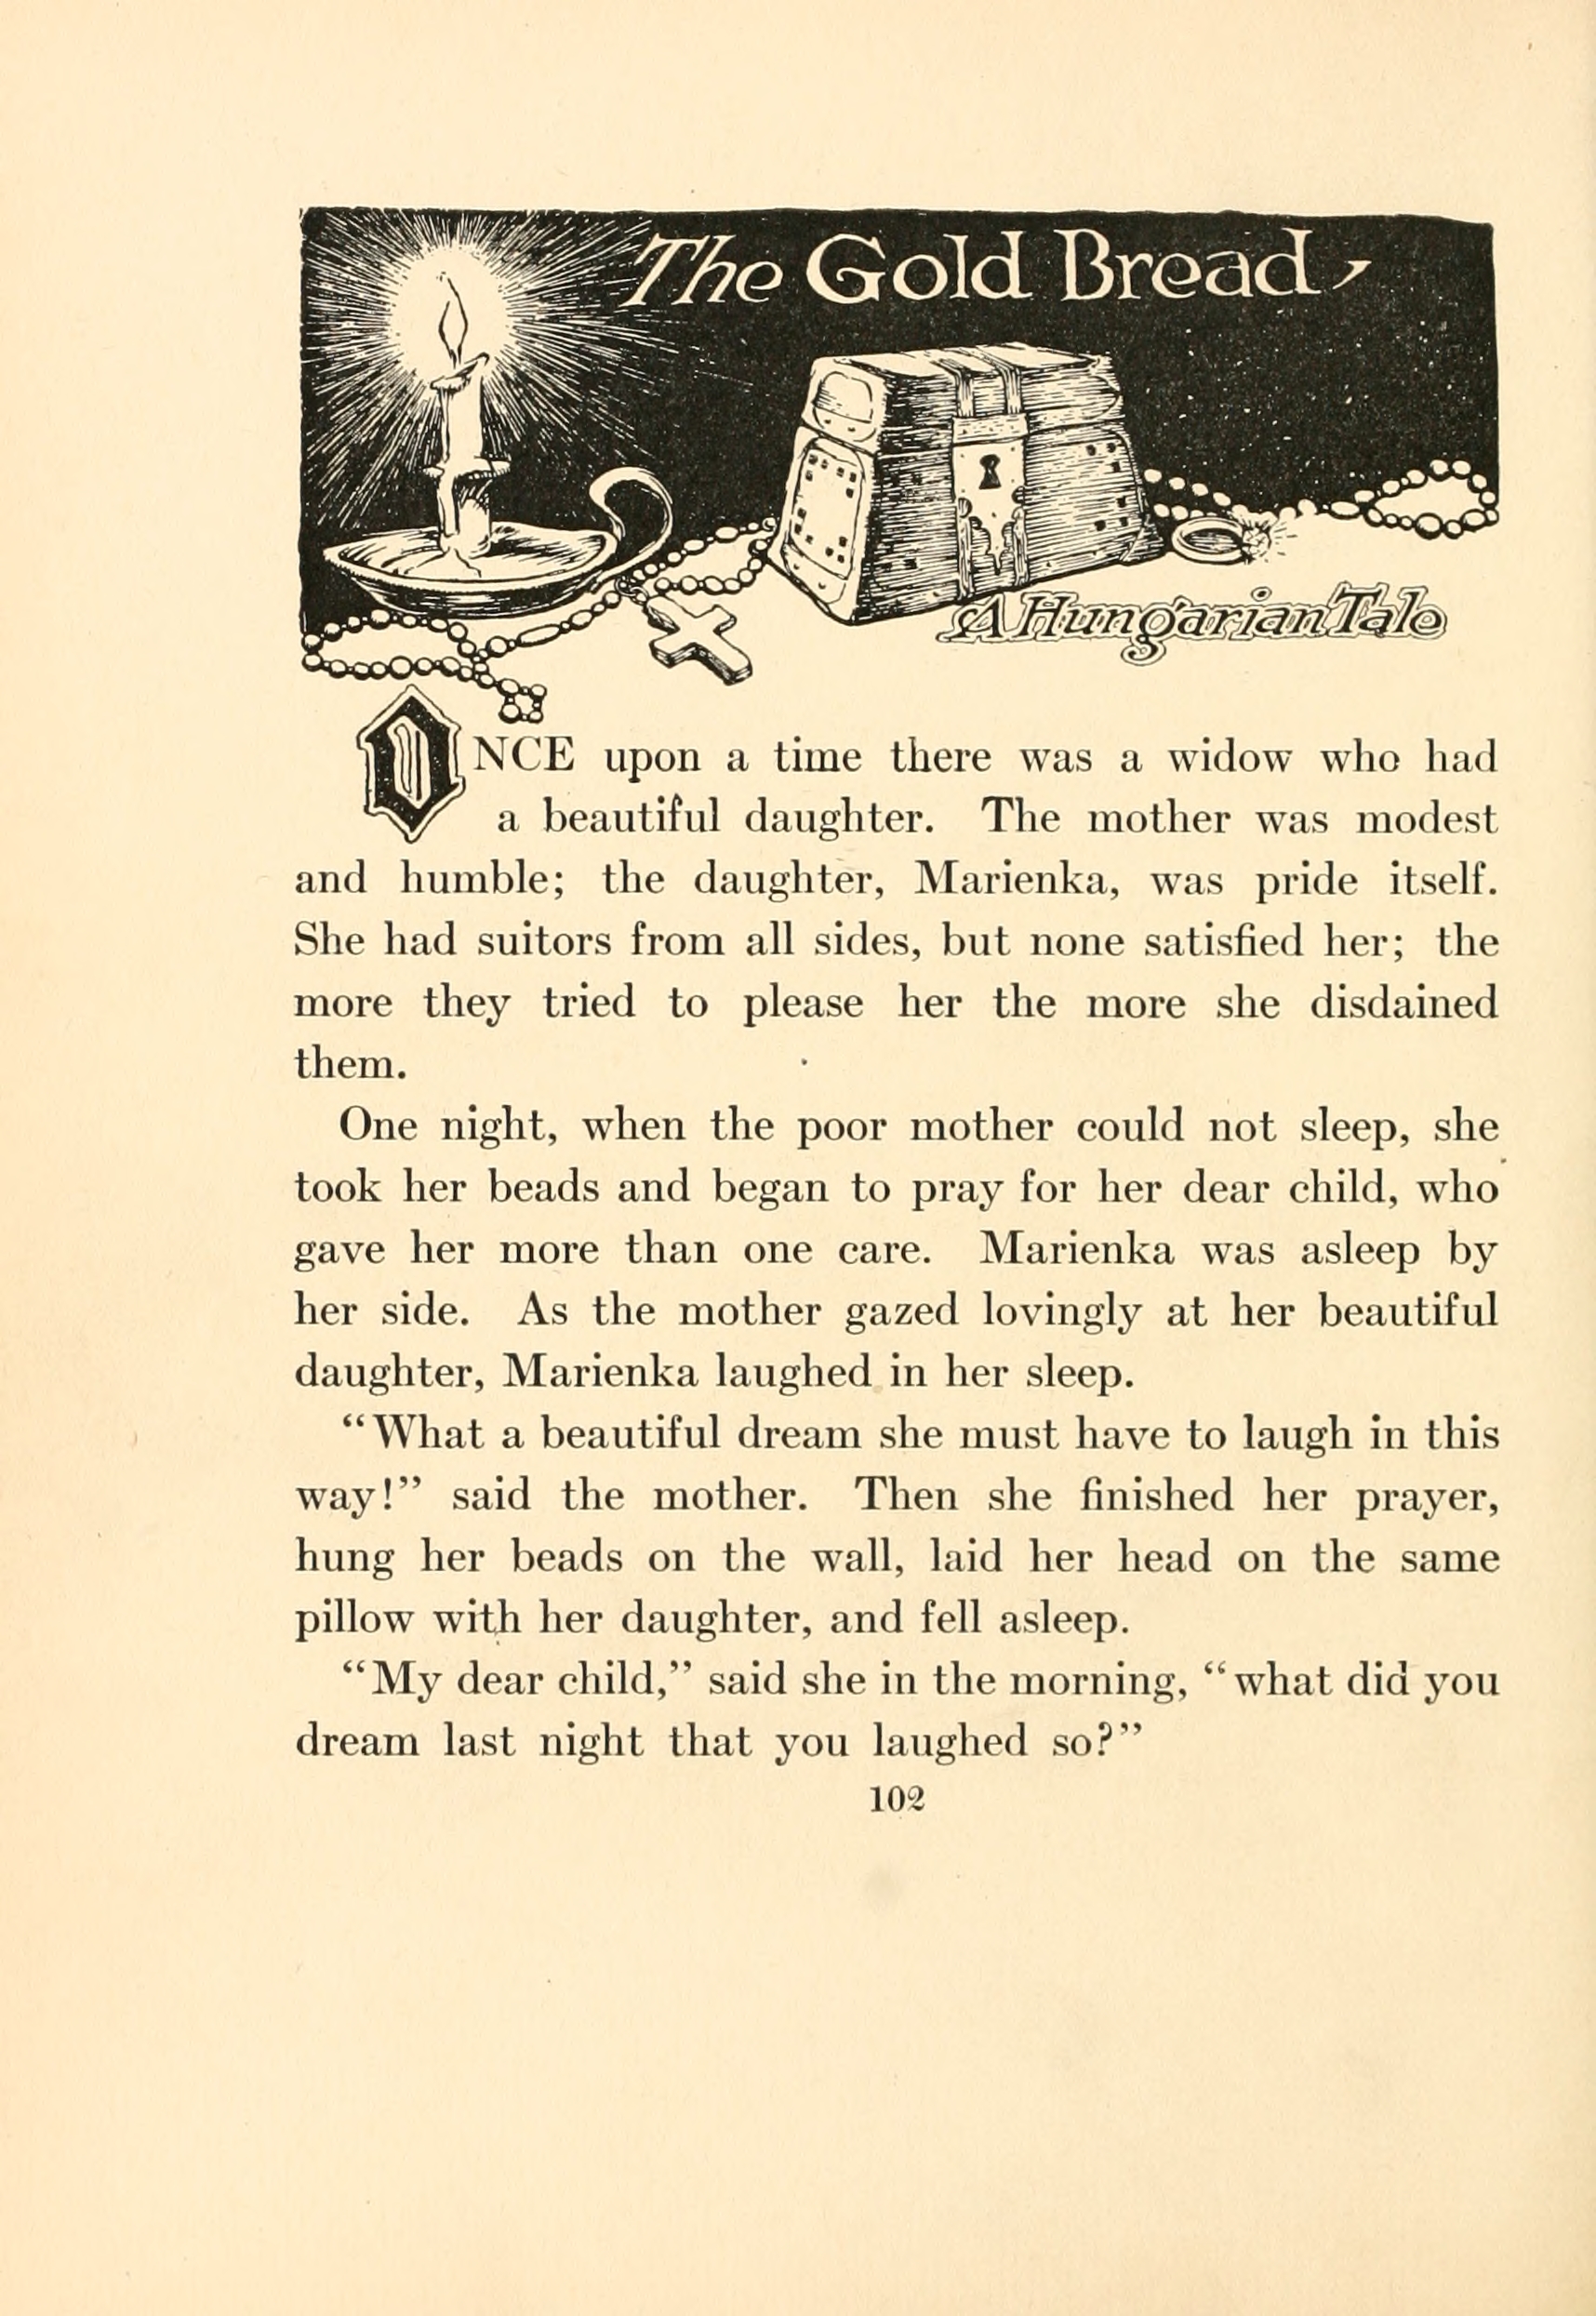 The Gold Bread
A Hungarian Tale
ONCE upon a time there was a widow who had
a beautiful daughter. The mother was modest
and humble; the daughter, Marienka, was pride itself.
She had suitors from all sides, but none satisfied her; the
more they tried to please her the more she disdained
them.
One night, when the poor mother could not sleep, she
took her beads and began to pray for her dear child, who
gave her more than one care. Marienka was asleep by
her side. As the mother gazed lovingly at her beautiful
daughter, Marienka laughed in her sleep.
“What a beautiful dream she must have to laugh in this
way!” said the mother. Then she finished her prayer,
hung her beads on the wall, laid her head on the same
pillow with her daughter, and fell asleep.
“My dear child,” said she in the morning, “what did you
dream last night that you laughed so?”
102